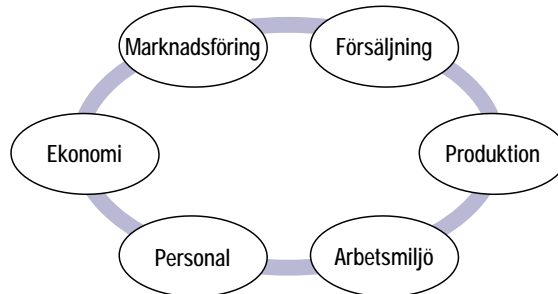 Marknadsföring
Försäljning
Ekonomi
Produktion
Personal
Arbetsmiljö